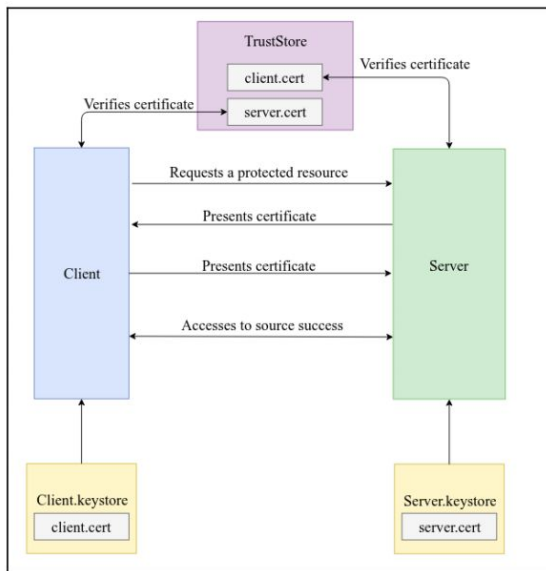 TrustStore
client.cert
Verifies certificate
Verifies certificate
server.cert
Requests a protected resource
Presents certificate
Client
Presents certificate
Server
Accesses to source success
Client.keystore
client.cert
Server.keystore
server.cert